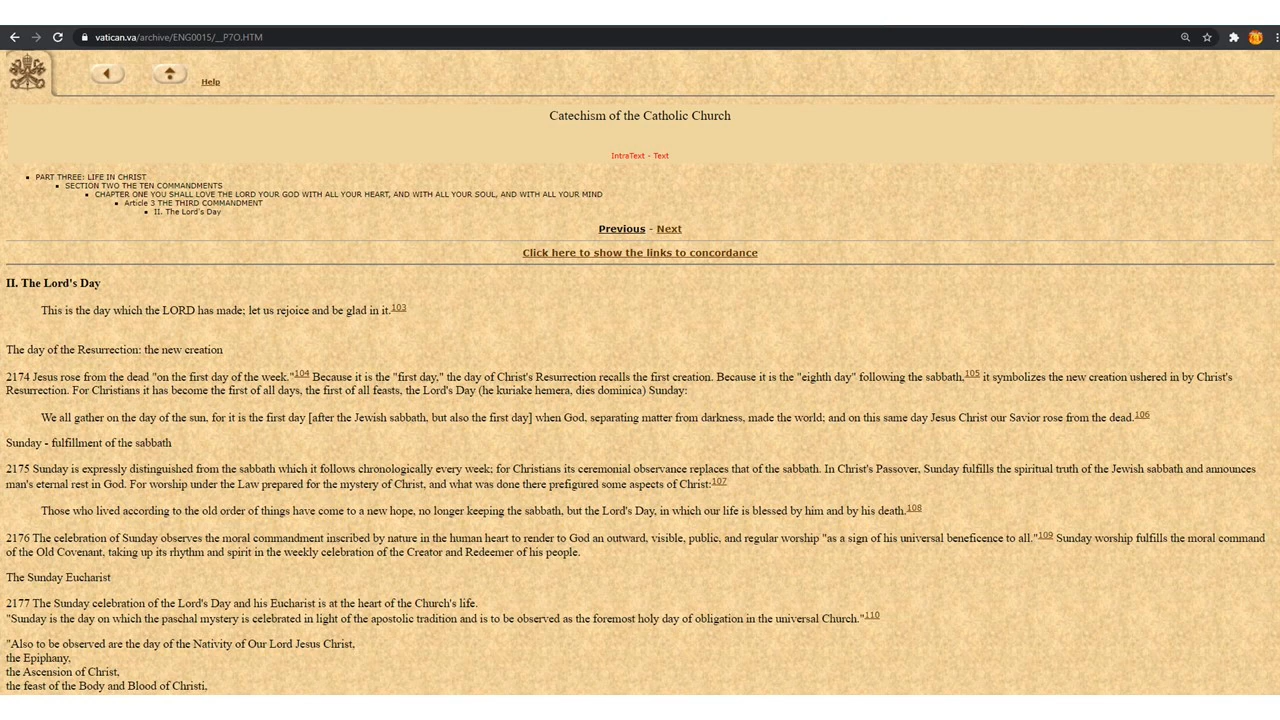 vatican.va/archive/ENG0015/__P7O.HTM
Help
Catechism of the Catholic Church
IntraText - Text
PART THREE: LIFE IN CHRIST
SECTION TWO THE TEN COMMANDMENTS
CHAPTER ONE YOU SHALL LOVE THE LORD YOUR GOD WITH ALL YOUR HEART, AND WITH ALL YOUR SOUL, AND WITH ALL YOUR MIND
Article 3 THE THIRD COMMANDMENT
II. The Lord's Day
Previous - Next
Click here to show the links to concordance
II. The Lord's Day
This is the day which the LORD has made; let us rejoice and be glad in it.103
The day of the Resurrection: the new creation
2174 Jesus rose from the dead "on the first day of the week."104 Because it is the "first day," the day of Christ's Resurrection recalls the first creation. Because it is the "eighth day" following the sabbath,105 it symbolizes the new creation ushered in by Christ's
Resurrection. For Christians it has become the first of all days, the first of all feasts, the Lord's Day (he kuriake hemera, dies dominica) Sunday:
We all gather on the day of the sun, for it is the first day [after the Jewish sabbath, but also the first day] when God, separating matter from darkness, made the world; and on this same day Jesus Christ our Savior rose from the dead.106
Sunday - fulfillment of the sabbath
2175 Sunday is expressly distinguished from the sabbath which it follows chronologically every week; for Christians its ceremonial observance replaces that of the sabbath. In Christ's Passover, Sunday fulfills the spiritual truth of the Jewish sabbath and announces
man's eternal rest in God. For worship under the Law prepared for the mystery of Christ, and what was done there prefigured some aspects of Christ:107
Those who lived according to the old order of things have come to a new hope, no longer keeping the sabbath, but the Lord's Day, in which our life is blessed by him and by his death.108
2176 The celebration of Sunday observes the moral commandment inscribed by nature in the human heart to render to God an outward, visible, public, and regular worship "as a sign of his universal beneficence to all."109 Sunday worship fulfills the moral command
of the Old Covenant, taking up its rhythm and spirit in the weekly celebration of the Creator and Redeemer of his people.
The Sunday Eucharist
2177 The Sunday celebration of the Lord's Day and his Eucharist is at the heart of the Church's life.
"Sunday is the day on which the paschal mystery is celebrated in light of the apostolic tradition and is to be observed as the foremost holy day of obligation in the universal Church."110
"Also to be observed are the day of the Nativity of Our Lord Jesus Christ,
the Epiphany,
the Ascension of Christ,
the feast of the Body and Blood of Christi,